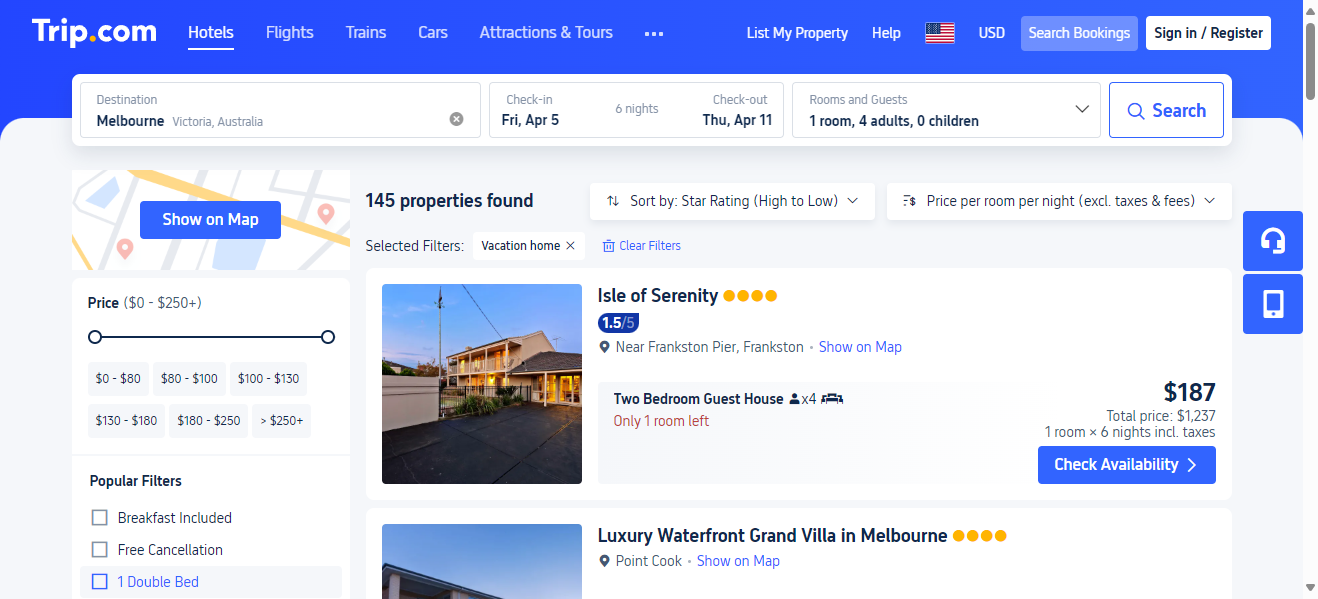 Trip.com
Hotels
Flights
Trains
Cars
Attractions & Tours
List My Property
Help
USD
Search Bookings
Sign in / Register
Destination
Melbourne Victoria, Australia
Check-in
Fri, Apr 5
6 nights
Check-out
Thu, Apr 11
Rooms and Guests
1 room, 4 adults, 0 children
Search
Show on Map
145 properties found
Sort by: Star Rating (High to Low)
Price per room per night (excl. taxes & fees)
Selected Filters:
Vacation home
Clear Filters
Price ($0 - $250+)
$0 - $80
$80 - $100
$100 - $130
$130 - $180
$180 - $250
> $250+
Popular Filters
Breakfast Included
Free Cancellation
1 Double Bed
Isle of Serenity
1.5/5
Near Frankston Pier, Frankston • Show on Map
Two Bedroom Guest House x4
Only 1 room left
$187
Total price: $1,237
1 room × 6 nights incl. taxes
Check Availability
Luxury Waterfront Grand Villa in Melbourne
Point Cook • Show on Map